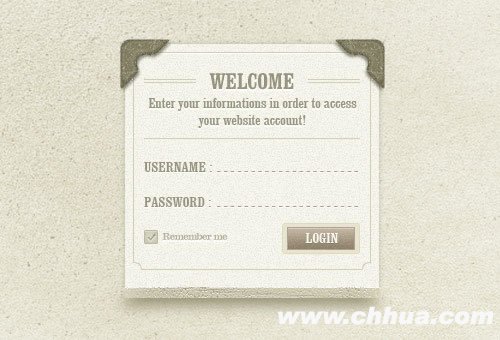 WELCOME
Enter your informations in order to access
your website account!
USERNAME :
PASSWORD :
Remember me
LOGIN
www.chhua.com